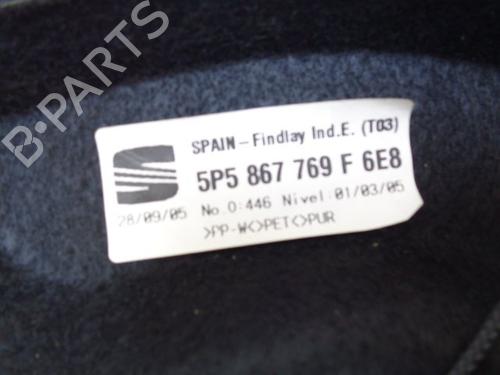 B-PARTS
SPAIN-Findlay Ind.E. (T03)
5P5 867 769 F 6E8
28/09/05 No.O:446 Nivel:01/03/05
>PP-W<>PET<>PUR